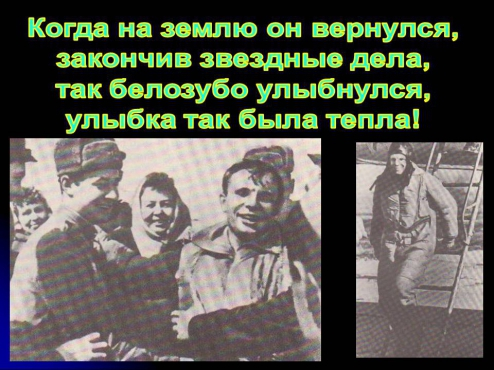 Когда на землю он вернулся,
закончив звездные дела,
так белозубо улыбнулся,
улыбка так была тепла!